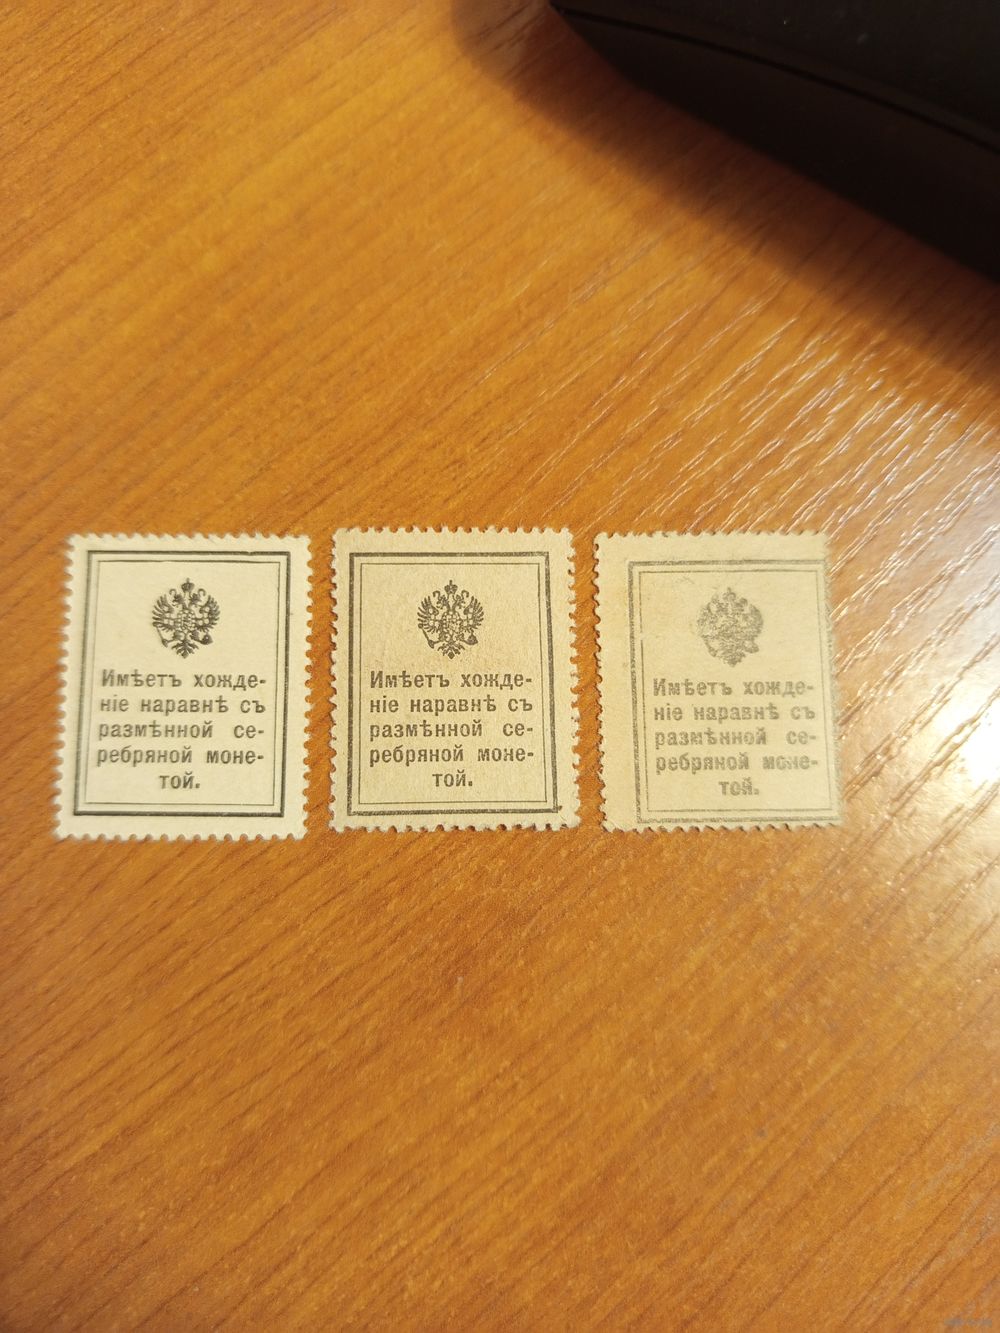 Имѣетъ хожде-
ніе наравнѣ съ
размѣнной се-
ребряной моне-
той.
Имѣетъ хожде-
ніе наравнѣ съ
размѣнной се-
ребряной моне-
той.
Имѣетъ хожде-
ніе наравнѣ съ
размѣнной се-
ребряной моне-
той.